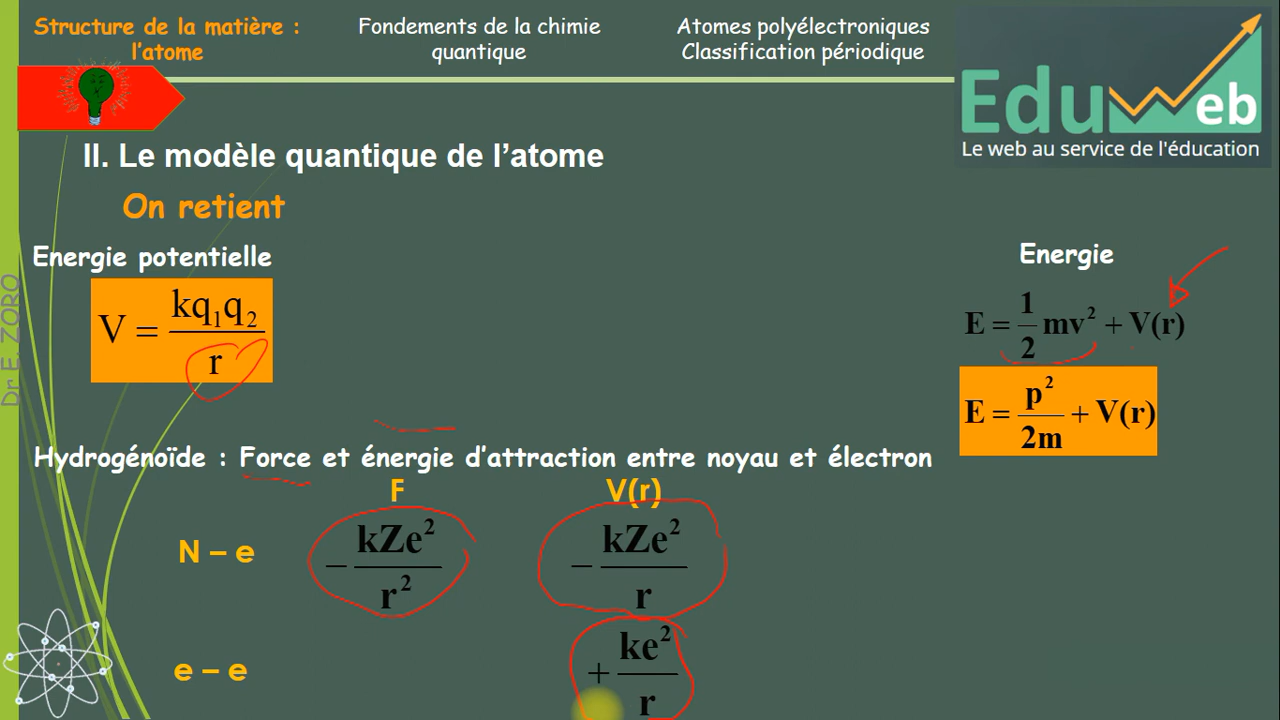 Structure de la matière :
l’atome
Fondements de la chimie
quantique
Atomes polyélectroniques
Classification périodique
Eduweb
Le web au service de l'éducation
II. Le modèle quantique de l’atome
On retient
Energie potentielle
V = kq₁q₂ / r
Energie
E = 1/2 mv² + V(r)
E = p²/2m + V(r)
Dr E. ZORO
Hydrogénoïde : Force et énergie d’attraction entre noyau et électron
F V(r)
N – e − kZe² / r² − kZe² / r
e – e + ke² / r